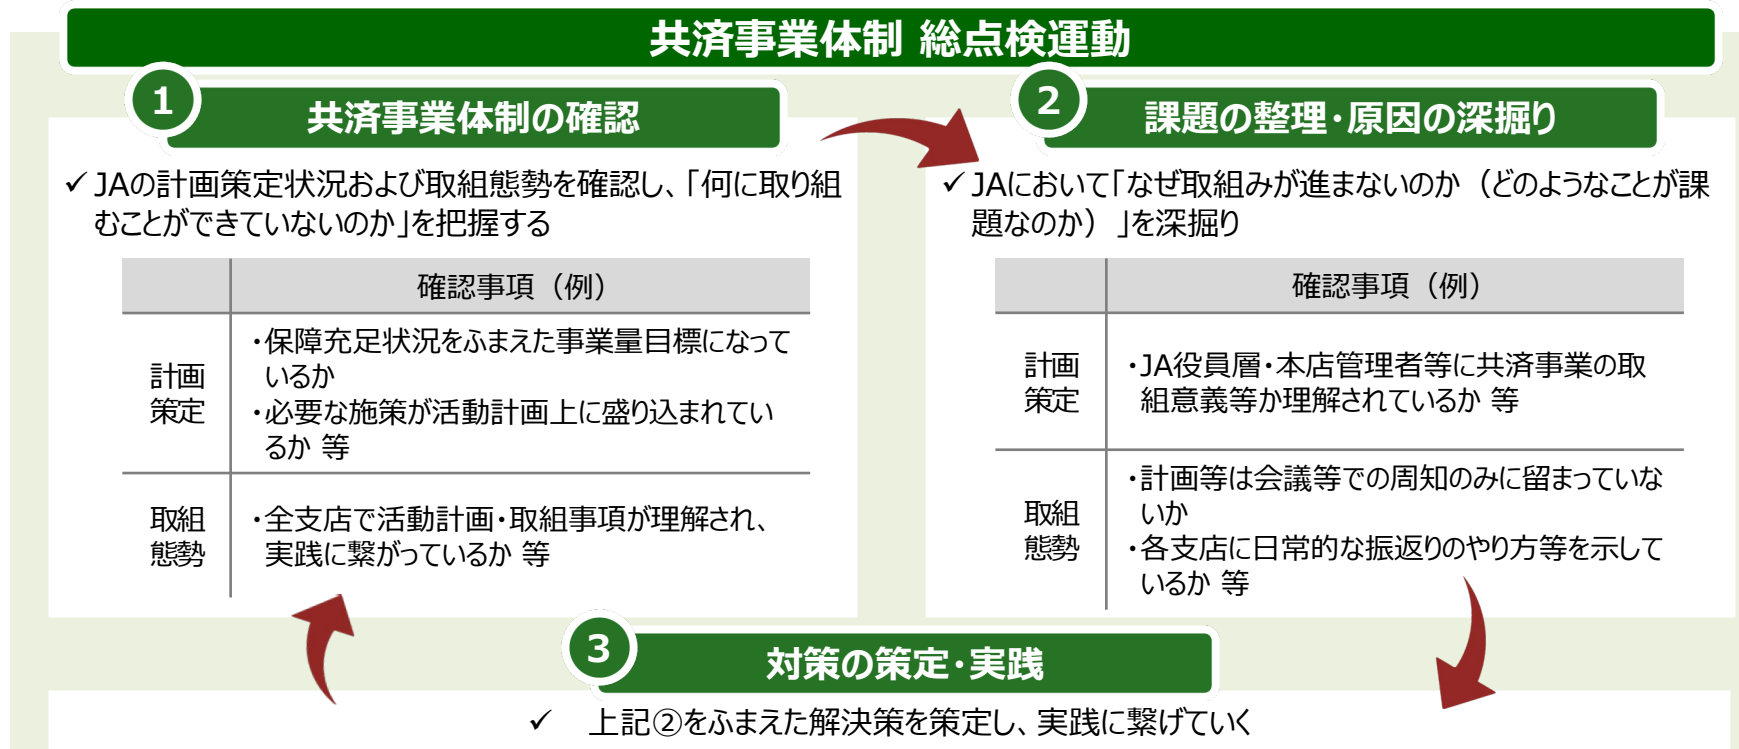 共済事業体制 総点検運動
1
共済事業体制の確認
✓JAの計画策定状況および取組態勢を確認し、「何に取り組
むことができていないのか」を把握する
確認事項（例）
計画
策定
・保障充足状況をふまえた事業量目標になって
いるか
・必要な施策が活動計画上に盛り込まれてい
るか 等
取組
態勢
・全支店で活動計画・取組事項が理解され、
実践に繋がっているか 等
2
課題の整理・原因の深掘り
✓JAにおいて「なぜ取組みが進まないのか（どのようなことが課
題なのか）」を深掘り
確認事項（例）
計画
策定
・JA役員層・本店管理者等に共済事業の取
組意義等か理解されているか 等
取組
態勢
・計画等は会議等での周知のみに留まっていな
いか
・各支店に日常的な振返りのやり方等を示して
いるか 等
3
対策の策定・実践
✓ 上記②をふまえた解決策を策定し、実践に繋げていく